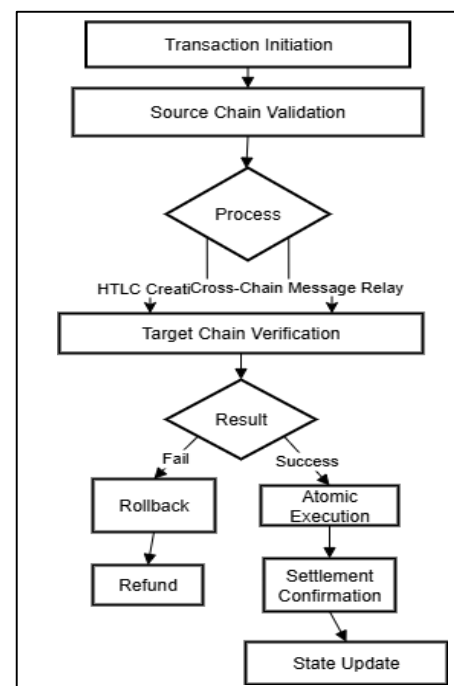 Transaction Initiation
Source Chain Validation
Process
HTLC Creati
Cross-Chain Message Relay
Target Chain Verification
Result
Fail
Success
Rollback
Atomic
Execution
Refund
Settlement
Confirmation
State Update